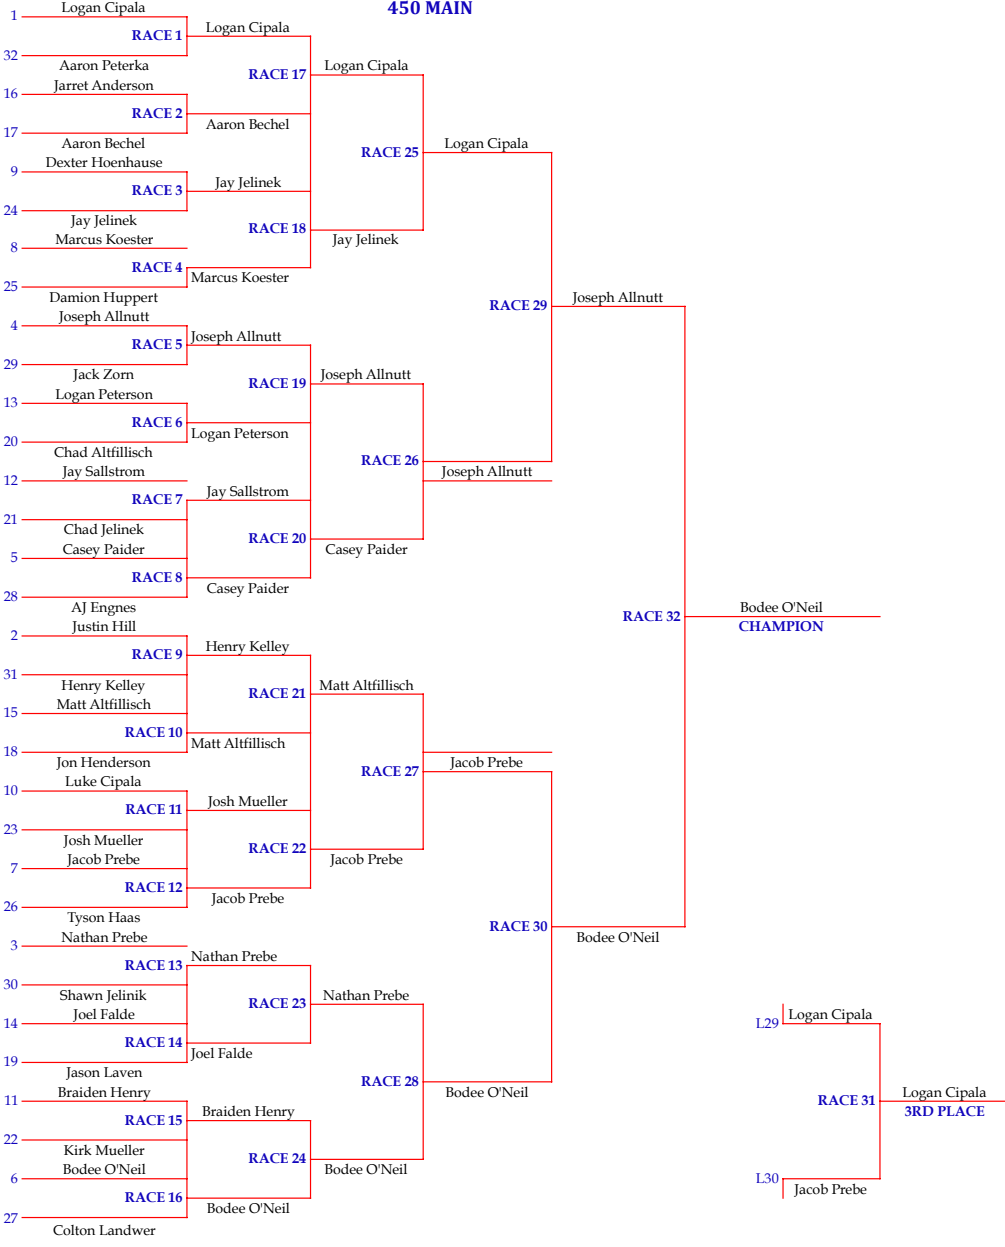 450 MAIN
1
Logan Cipala
RACE 1
32
Aaron Peterka
16
Jarret Anderson
RACE 2
17
Aaron Bechel
9
Dexter Hoenhause
RACE 3
24
Jay Jelinek
8
Marcus Koester
RACE 4
25
Damion Huppert
4
Joseph Allnutt
RACE 5
29
Jack Zorn
13
Logan Peterson
RACE 6
20
Chad Altfillisch
12
Jay Sallstrom
RACE 7
21
Chad Jelinek
5
Casey Paider
RACE 8
28
AJ Engnes
2
Justin Hill
RACE 9
31
Henry Kelley
15
Matt Altfillisch
RACE 10
18
Jon Henderson
10
Luke Cipala
RACE 11
23
Josh Mueller
7
Jacob Prebe
RACE 12
26
Tyson Haas
3
Nathan Prebe
RACE 13
30
Shawn Jelinik
14
Joel Falde
RACE 14
19
Jason Laven
11
Braiden Henry
RACE 15
22
Kirk Mueller
6
Bodee O'Neil
RACE 16
27
Colton Landwer
Logan Cipala
RACE 17
Aaron Bechel
Jay Jelinek
RACE 18
Marcus Koester
Joseph Allnutt
RACE 19
Logan Peterson
Jay Sallstrom
RACE 20
Casey Paider
Henry Kelley
RACE 21
Matt Altfillisch
Josh Mueller
RACE 22
Jacob Prebe
Nathan Prebe
RACE 23
Joel Falde
Braiden Henry
RACE 24
Bodee O'Neil
Logan Cipala
RACE 25
Jay Jelinek
Joseph Allnutt
RACE 26
Casey Paider
Matt Altfillisch
RACE 27
Jacob Prebe
Nathan Prebe
RACE 28
Bodee O'Neil
Logan Cipala
RACE 29
Joseph Allnutt
Jacob Prebe
RACE 30
Bodee O'Neil
Joseph Allnutt
RACE 32
Bodee O'Neil
Bodee O'Neil
CHAMPION
L29
Logan Cipala
RACE 31
L30
Jacob Prebe
Logan Cipala
3RD PLACE